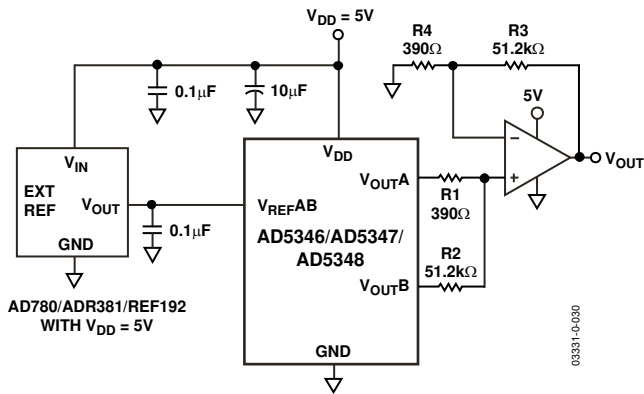 V_DD = 5V
R4
390Ω
R3
51.2kΩ
0.1μF
10μF
5V
V_IN
EXT
REF
V_OUT
GND
0.1μF
V_DD
V_REFAB
V_OUTA
AD5346/AD5347/
AD5348
V_OUTB
GND
R1
390Ω
R2
51.2kΩ
−
+
V_OUT
AD780/ADR381/REF192
WITH V_DD = 5V
03331-0-030